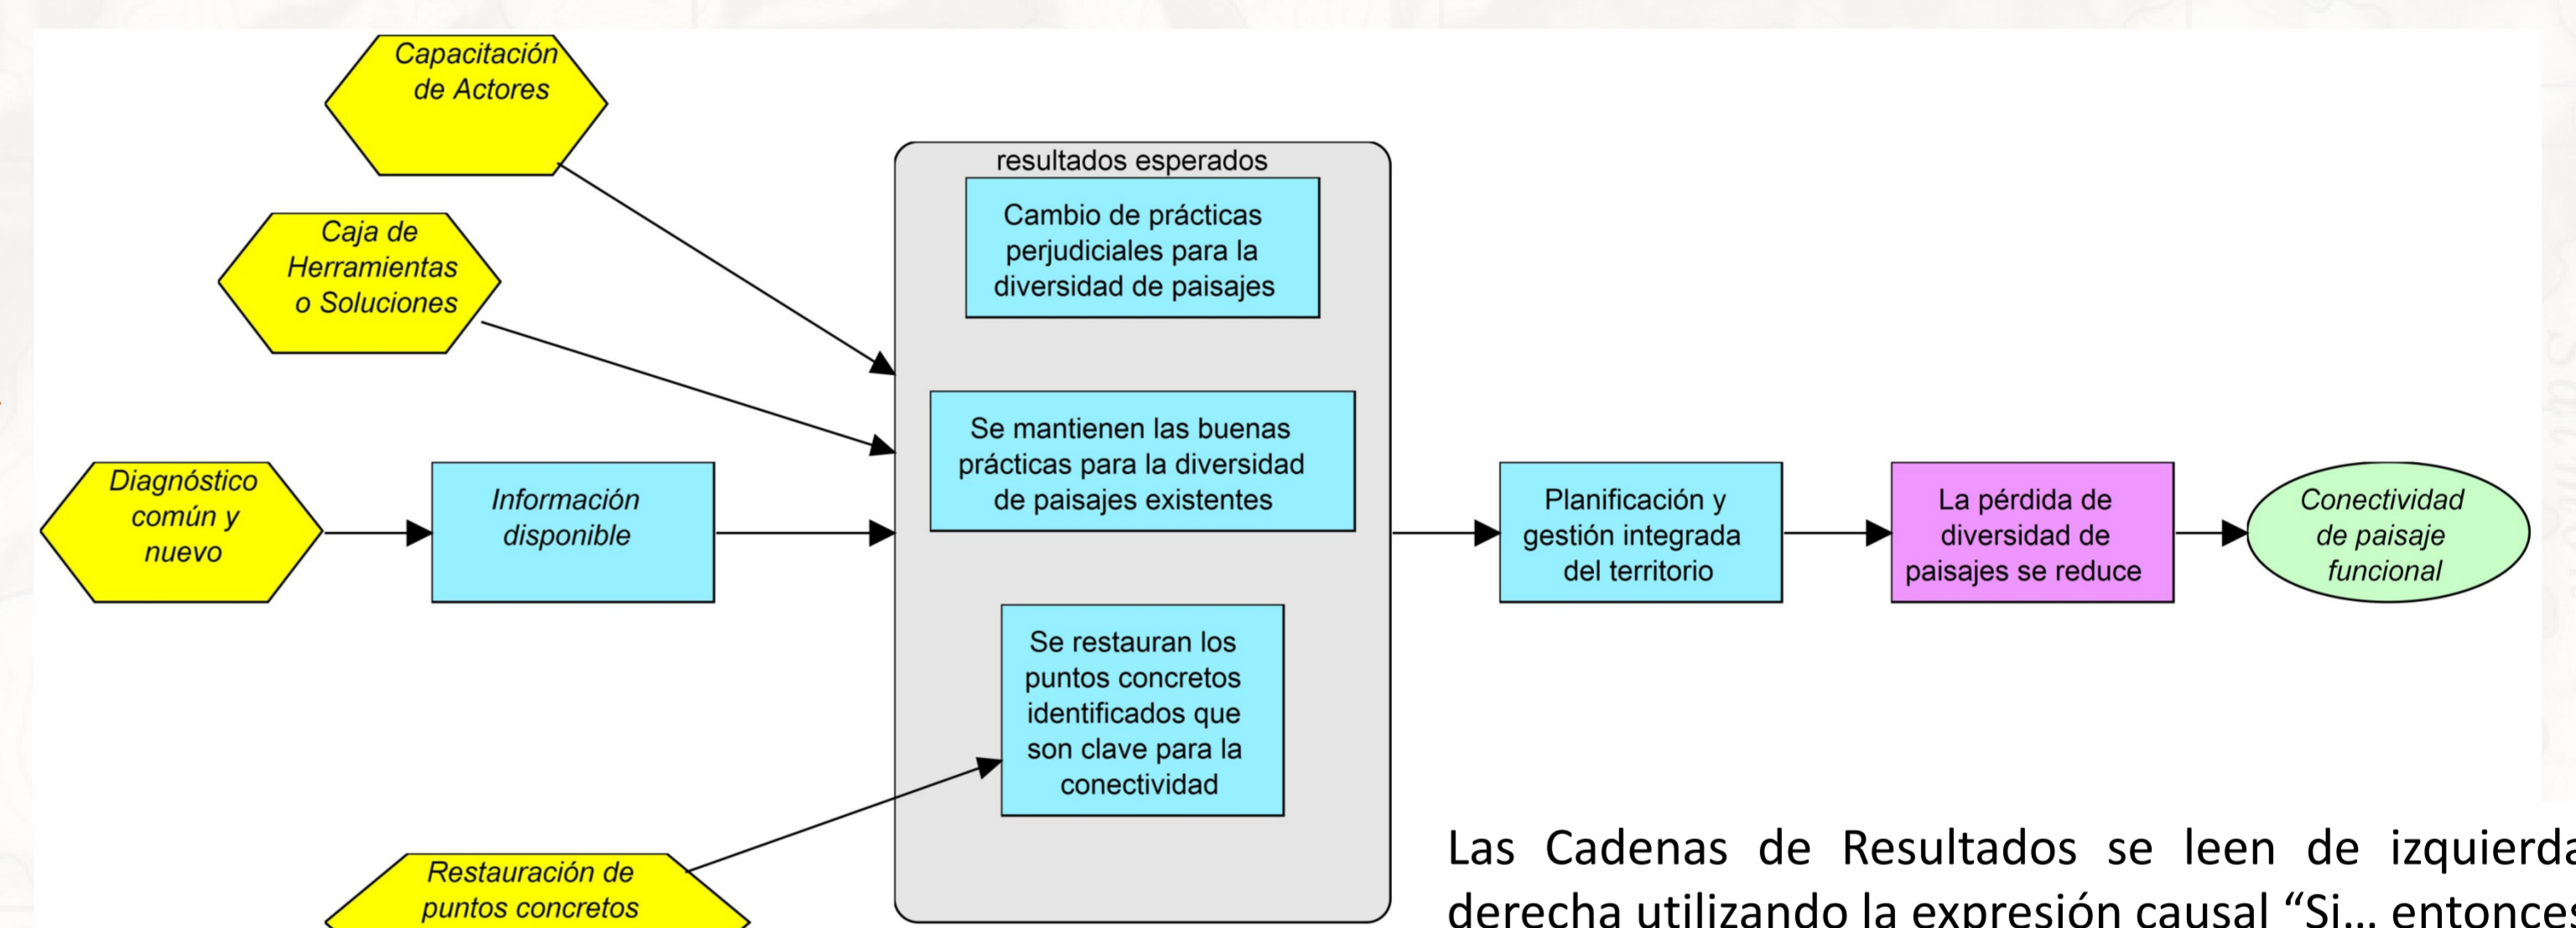 Capacitación
de Actores
Caja de
Herramientas
o Soluciones
Diagnóstico
común y
nuevo
Información
disponible
Restauración de
puntos concretos
resultados esperados
Cambio de prácticas
perjudiciales para la
diversidad de paisajes
Se mantienen las buenas
prácticas para la diversidad
de paisajes existentes
Se restauran los
puntos concretos
identificados que
son clave para la
conectividad
Planificación y
gestión integrada
del territorio
La pérdida de
diversidad de
paisajes se reduce
Conectividad
de paisaje
funcional
Las Cadenas de Resultados se leen de izquierda
derecha utilizando la expresión causal “Si... entonces